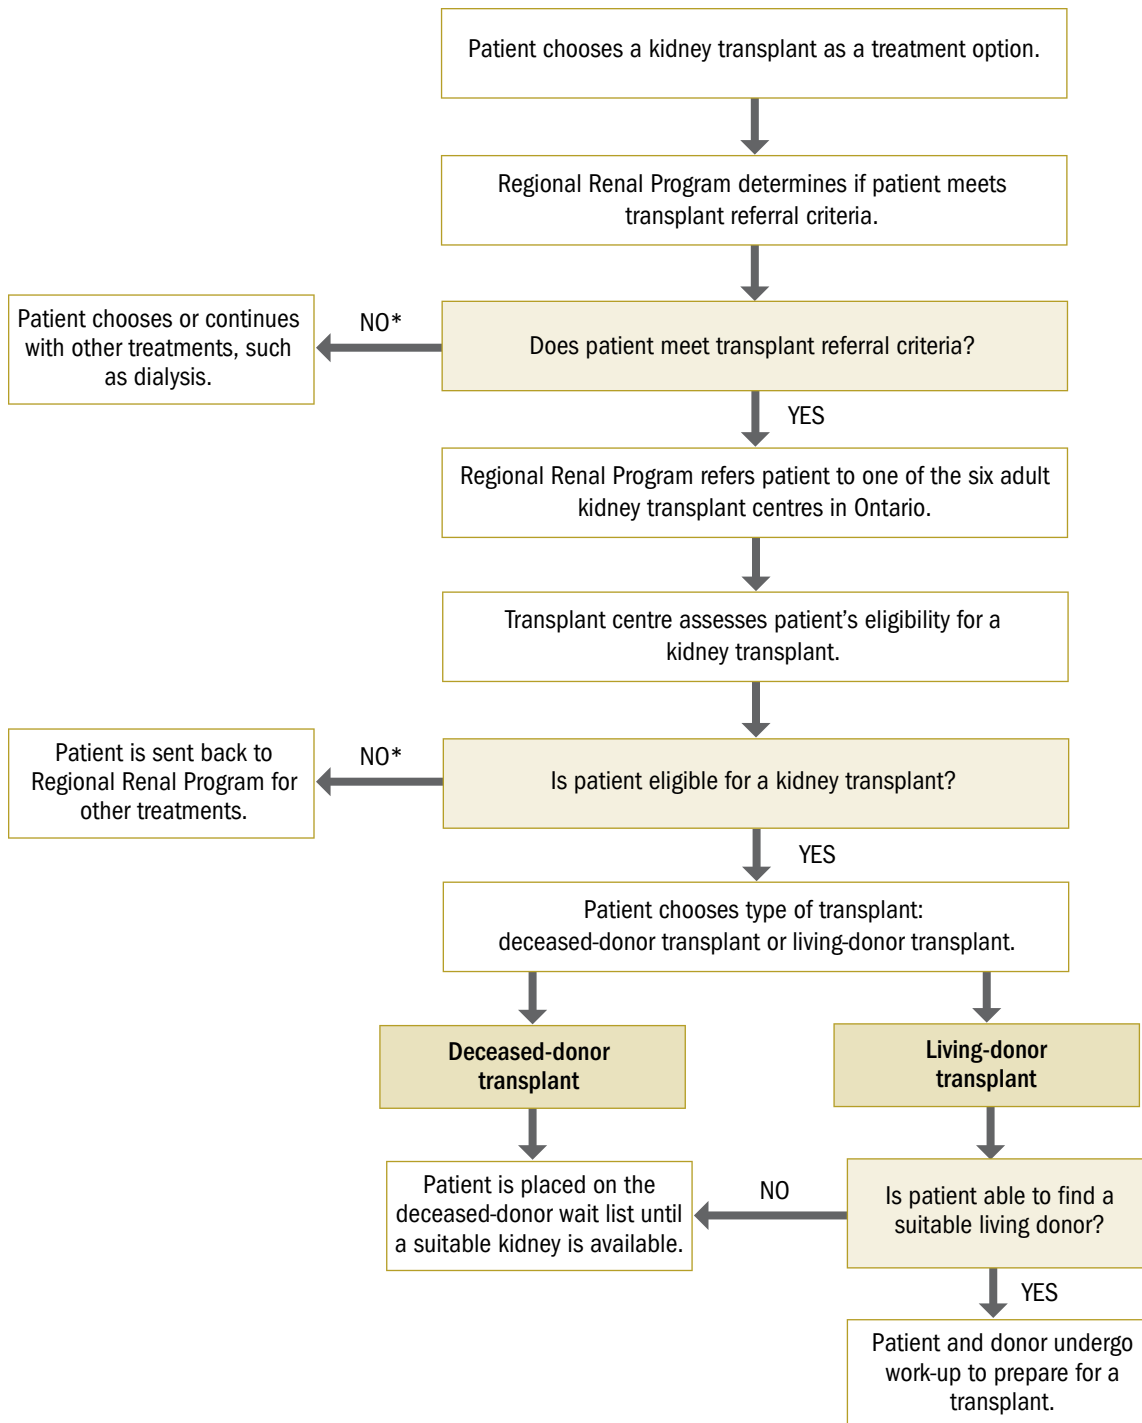 Patient chooses a kidney transplant as a treatment option.
Regional Renal Program determines if patient meets
transplant referral criteria.
Patient chooses or continues
with other treatments, such
as dialysis.
NO*
Does patient meet transplant referral criteria?
YES
Regional Renal Program refers patient to one of the six adult
kidney transplant centres in Ontario.
Transplant centre assesses patient’s eligibility for a
kidney transplant.
Patient is sent back to
Regional Renal Program for
other treatments.
NO*
Is patient eligible for a kidney transplant?
YES
Patient chooses type of transplant:
deceased-donor transplant or living-donor transplant.
Deceased-donor
transplant
Living-donor
transplant
Patient is placed on the
deceased-donor wait list until
a suitable kidney is available.
NO
Is patient able to find a
suitable living donor?
YES
Patient and donor undergo
work-up to prepare for a
transplant.